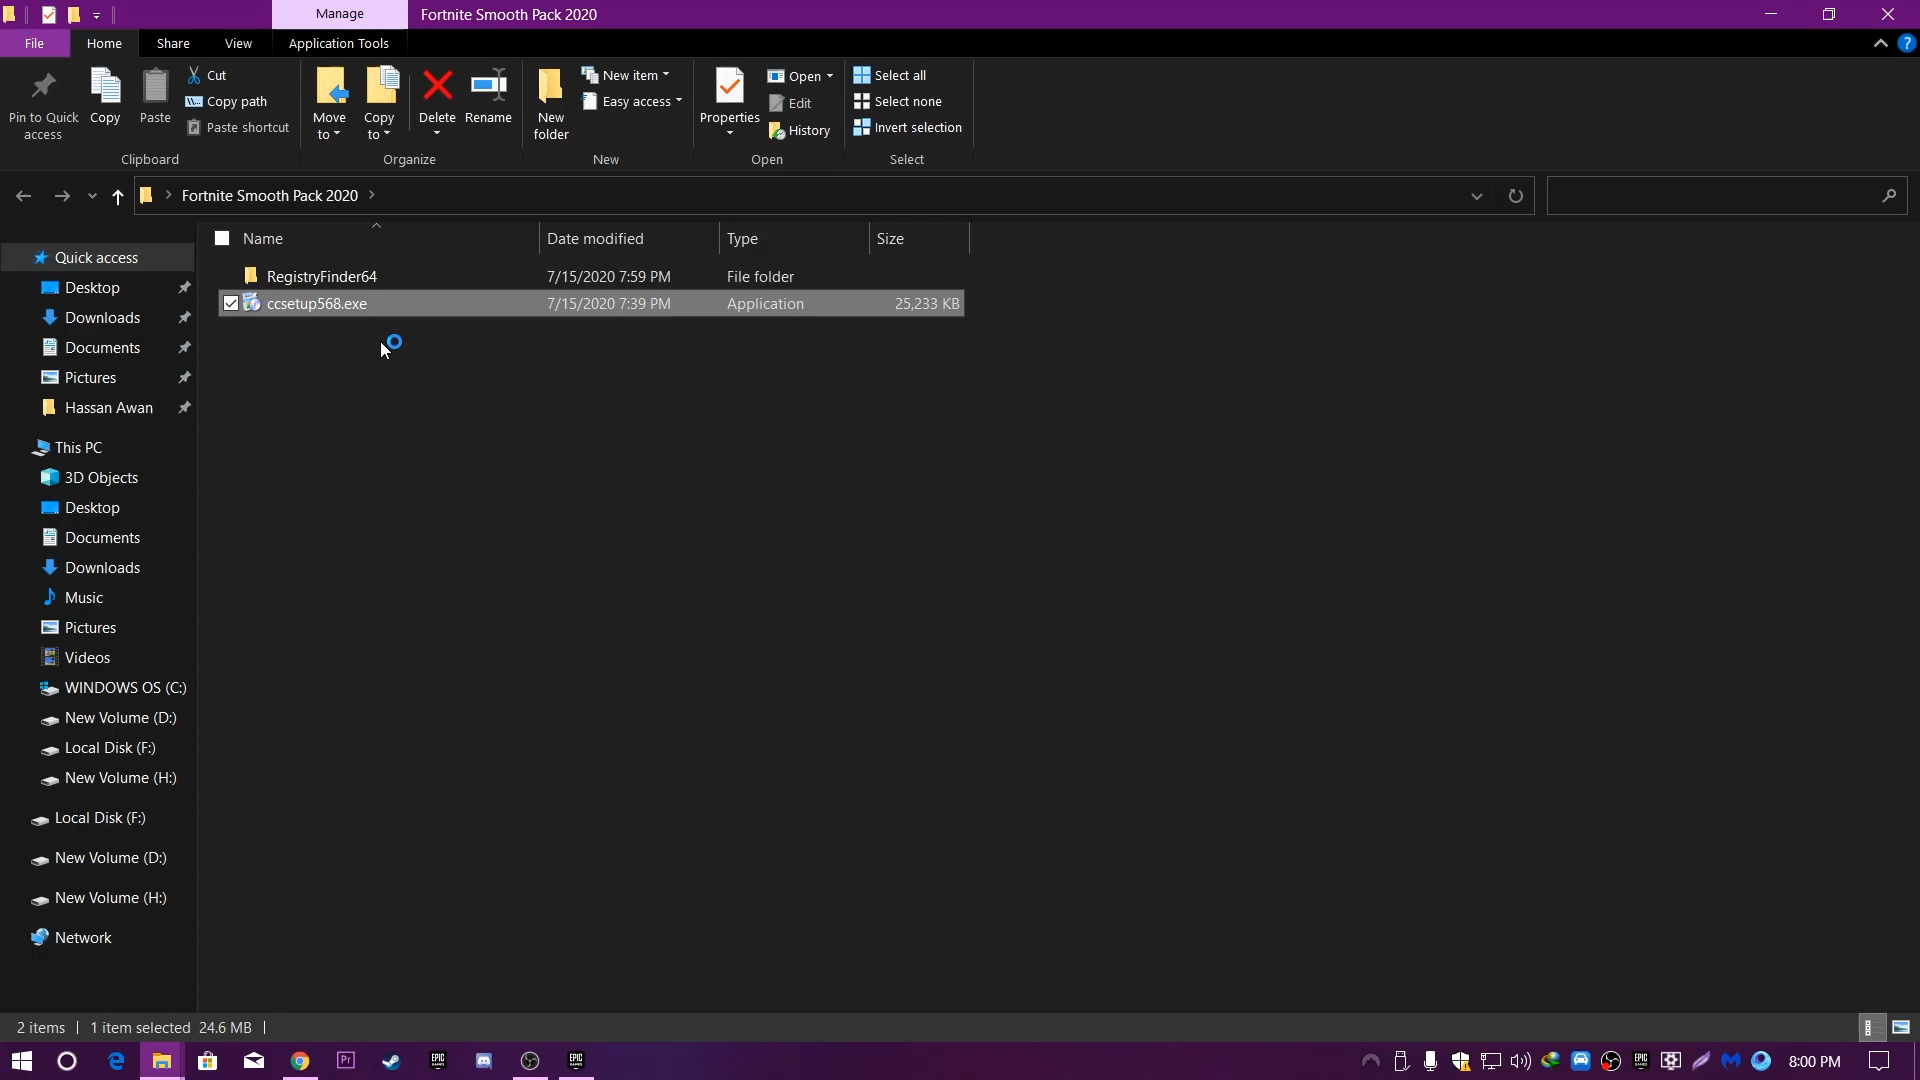 Manage
Fortnite Smooth Pack 2020
File
Home
Share
View
Application Tools
Pin to Quick access
Copy
Paste
Cut
Copy path
Paste shortcut
Clipboard
Move to
Copy to
Delete
Rename
Organize
New folder
New item
Easy access
New
Properties
Open
Edit
History
Open
Select all
Select none
Invert selection
Select
Fortnite Smooth Pack 2020
Name
Date modified
Type
Size
RegistryFinder64
7/15/2020 7:59 PM
File folder
ccsetup568.exe
7/15/2020 7:39 PM
Application
25,233 KB
Quick access
Desktop
Downloads
Documents
Pictures
Hassan Awan
This PC
3D Objects
Desktop
Documents
Downloads
Music
Pictures
Videos
WINDOWS OS (C:)
New Volume (D:)
Local Disk (F:)
New Volume (H:)
Local Disk (F:)
New Volume (D:)
New Volume (H:)
Network
2 items
1 item selected 24.6 MB
Pr
EPIC
EPIC
EPIC
8:00 PM